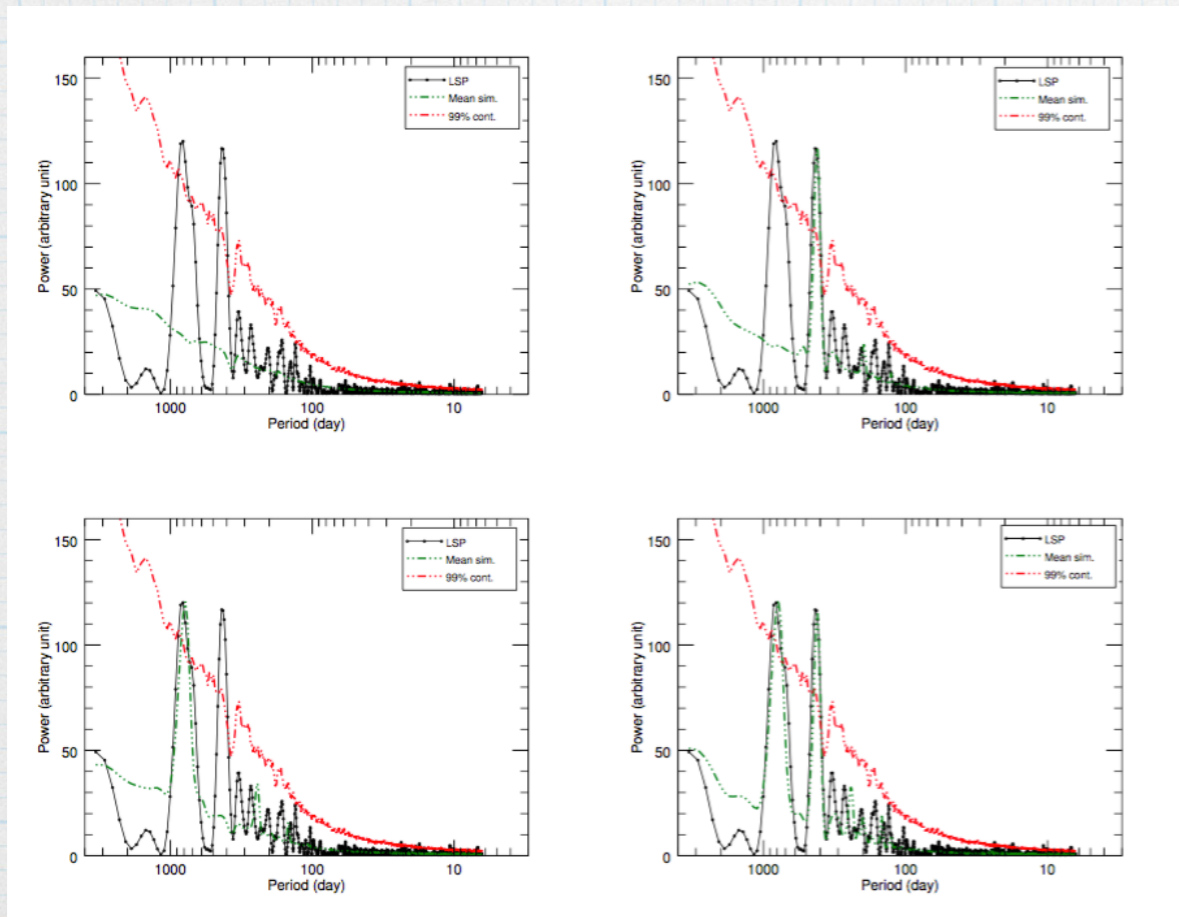 150
100
50
0
Power (arbitrary unit)
LSP
Mean sim.
99% cont.
1000 100 10
Period (day)
150
100
50
0
Power (arbitrary unit)
LSP
Mean sim.
99% cont.
1000 100 10
Period (day)
150
100
50
0
Power (arbitrary unit)
LSP
Mean sim.
99% cont.
1000 100 10
Period (day)
150
100
50
0
Power (arbitrary unit)
LSP
Mean sim.
99% cont.
1000 100 10
Period (day)